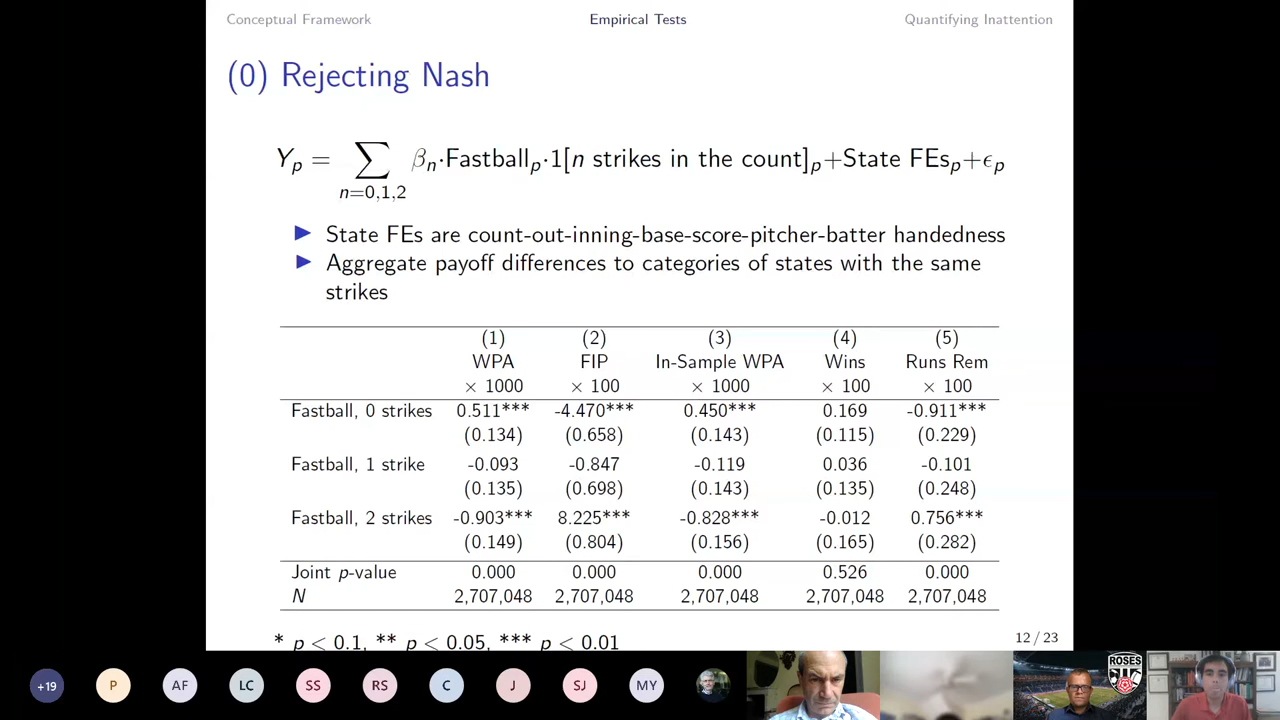 Conceptual Framework Empirical Tests Quantifying Inattention
(0) Rejecting Nash
Y_p = ∑_{n=0,1,2} β_n·Fastball_p·1[n strikes in the count]_p+State FEs_p+ϵ_p
▶ State FEs are count-out-inning-base-score-pitcher-batter handedness
▶ Aggregate payoff differences to categories of states with the same
strikes
(1) (2) (3) (4) (5)
WPA FIP In-Sample WPA Wins Runs Rem
× 1000 × 100 × 1000 × 100 × 100
Fastball, 0 strikes 0.511*** -4.470*** 0.450*** 0.169 -0.911***
(0.134) (0.658) (0.143) (0.115) (0.229)
Fastball, 1 strike -0.093 -0.847 -0.119 0.036 -0.101
(0.135) (0.698) (0.143) (0.135) (0.248)
Fastball, 2 strikes -0.903*** 8.225*** -0.828*** -0.012 0.756***
(0.149) (0.804) (0.156) (0.165) (0.282)
Joint p-value 0.000 0.000 0.000 0.526 0.000
N 2,707,048 2,707,048 2,707,048 2,707,048 2,707,048
* p < 0.1, ** p < 0.05, *** p < 0.01
12 / 23
+19 P AF LC SS RS C J SJ MY
ROSES